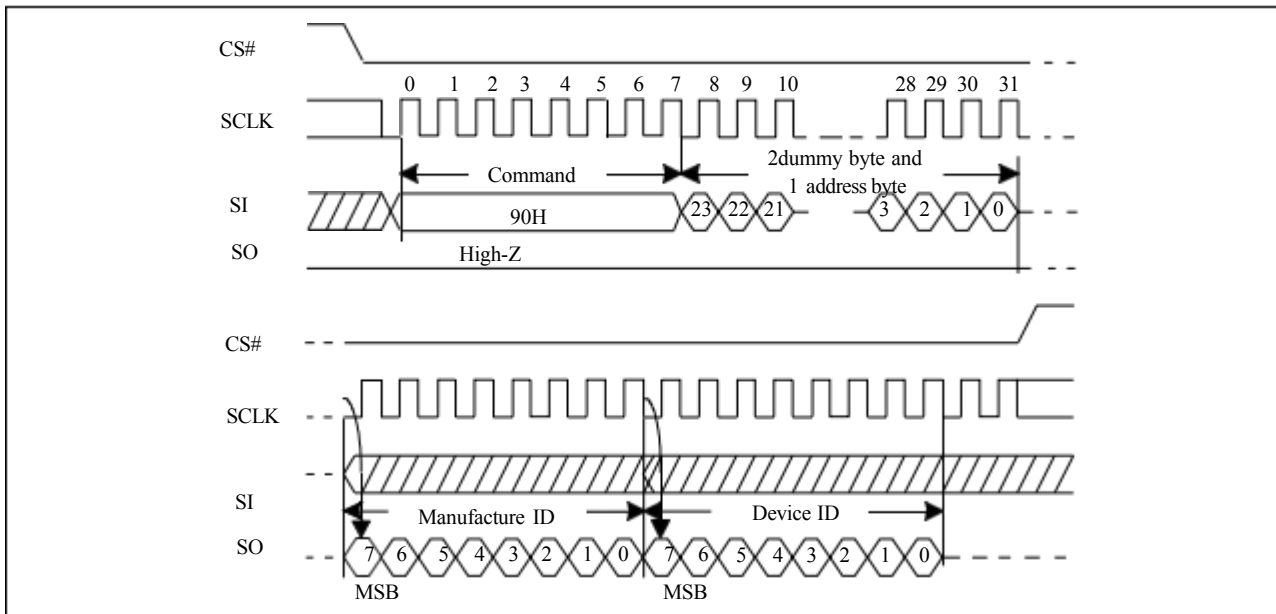 CS#
0 1 2 3 4 5 6 7 8 9 10 28 29 30 31
SCLK
2dummy byte and
Command
1 address byte
SI
90H
23 22 21 3 2 1 0
SO
High-Z
CS#
SCLK
SI
Manufacture ID
Device ID
SO
7 6 5 4 3 2 1 0 7 6 5 4 3 2 1 0
MSB
MSB